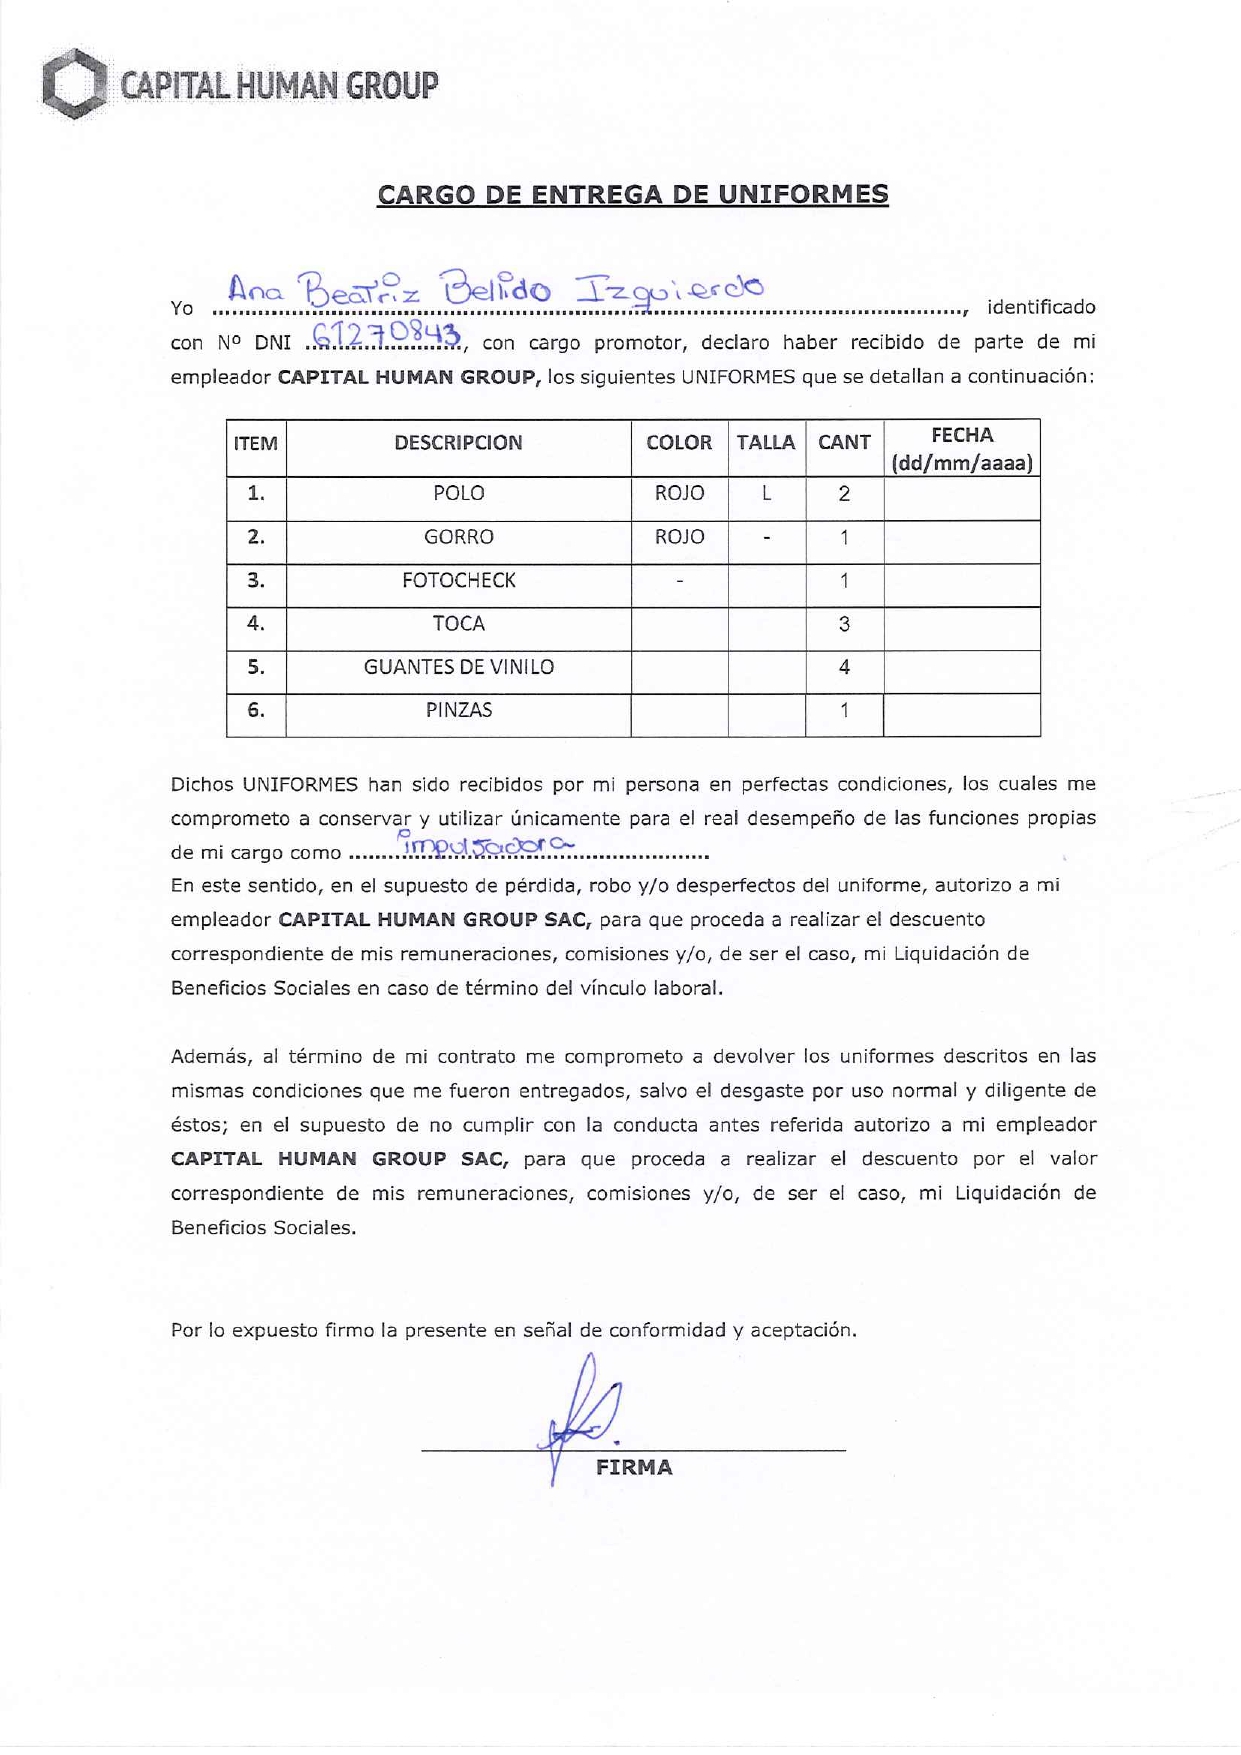 CAPITAL HUMAN GROUP
CARGO DE ENTREGA DE UNIFORMES
Yo Ana Beatriz Bellido Izquierdo, identificado
con Nº DNI 61270843, con cargo promotor, declaro haber recibido de parte de mi
empleador CAPITAL HUMAN GROUP, los siguientes UNIFORMES que se detallan a continuación:
ITEM DESCRIPCION COLOR TALLA CANT FECHA (dd/mm/aaaa)
1. POLO ROJO L 2
2. GORRO ROJO - 1
3. FOTOCHECK - 1
4. TOCA 3
5. GUANTES DE VINILO 4
6. PINZAS 1
Dichos UNIFORMES han sido recibidos por mi persona en perfectas condiciones, los cuales me
comprometo a conservar y utilizar únicamente para el real desempeño de las funciones propias
de mi cargo como impulsadora
En este sentido, en el supuesto de pérdida, robo y/o desperfectos del uniforme, autorizo a mi
empleador CAPITAL HUMAN GROUP SAC, para que proceda a realizar el descuento
correspondiente de mis remuneraciones, comisiones y/o, de ser el caso, mi Liquidación de
Beneficios Sociales en caso de término del vínculo laboral.
Además, al término de mi contrato me comprometo a devolver los uniformes descritos en las
mismas condiciones que me fueron entregados, salvo el desgaste por uso normal y diligente de
éstos; en el supuesto de no cumplir con la conducta antes referida autorizo a mi empleador
CAPITAL HUMAN GROUP SAC, para que proceda a realizar el descuento por el valor
correspondiente de mis remuneraciones, comisiones y/o, de ser el caso, mi Liquidación de
Beneficios Sociales.
Por lo expuesto firmo la presente en señal de conformidad y aceptación.
FIRMA